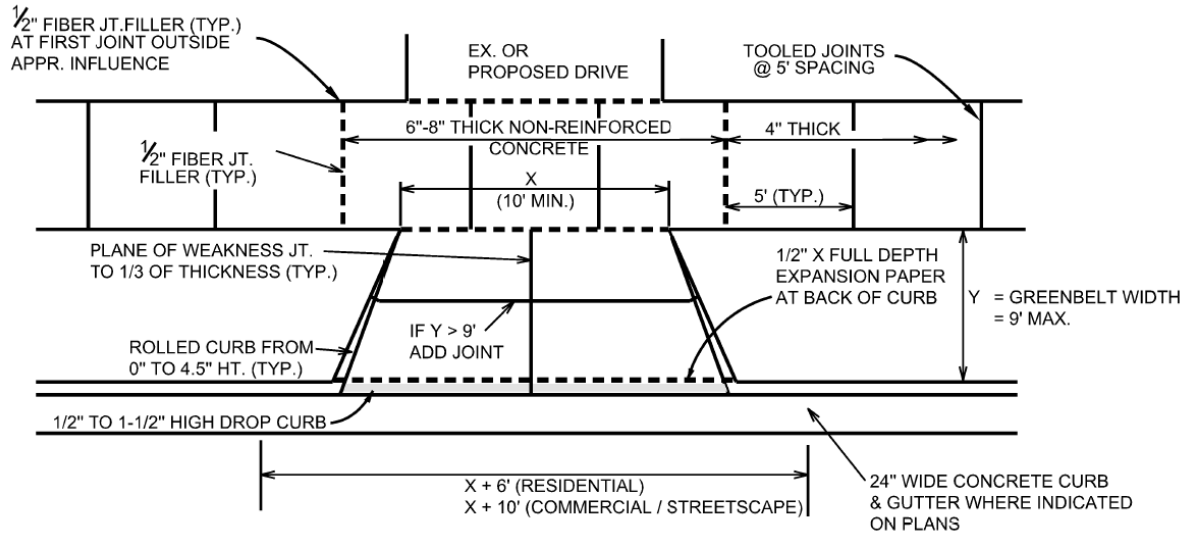 1/2" FIBER JT.FILLER (TYP.)
AT FIRST JOINT OUTSIDE
APPR. INFLUENCE
EX. OR
PROPOSED DRIVE
TOOLED JOINTS
@ 5' SPACING
6"-8" THICK NON-REINFORCED
CONCRETE
4" THICK
1/2" FIBER JT.
FILLER (TYP.)
X
(10' MIN.)
5' (TYP.)
PLANE OF WEAKNESS JT.
TO 1/3 OF THICKNESS (TYP.)
1/2" X FULL DEPTH
EXPANSION PAPER
AT BACK OF CURB
Y = GREENBELT WIDTH
= 9' MAX.
IF Y > 9'
ADD JOINT
ROLLED CURB FROM
0" TO 4.5" HT. (TYP.)
1/2" TO 1-1/2" HIGH DROP CURB
X + 6' (RESIDENTIAL)
X + 10' (COMMERCIAL / STREETSCAPE)
24" WIDE CONCRETE CURB
& GUTTER WHERE INDICATED
ON PLANS